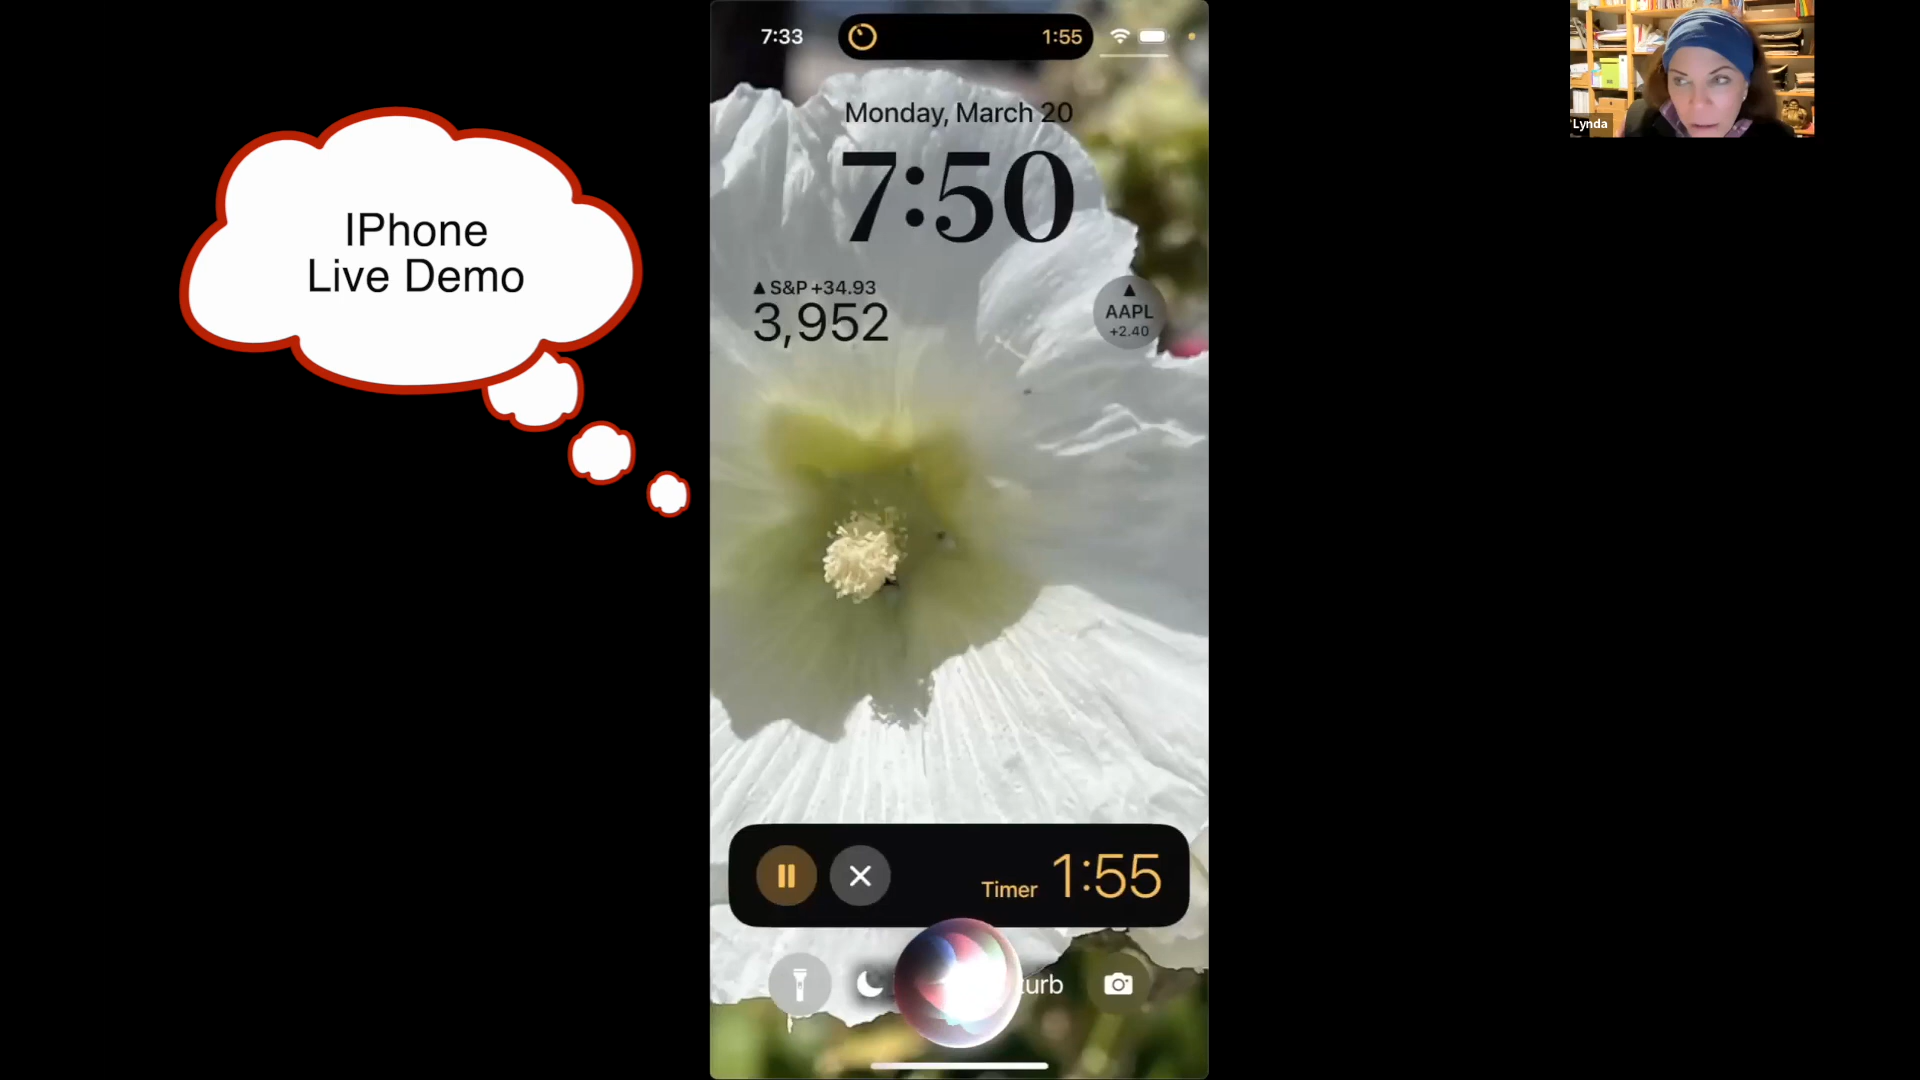 IPhone
Live Demo
7:33
1:55
Monday, March 20
7:50
▲ S&P +34.93
3,952
▲
AAPL
+2.40
Timer 1:55
turb
Lynda